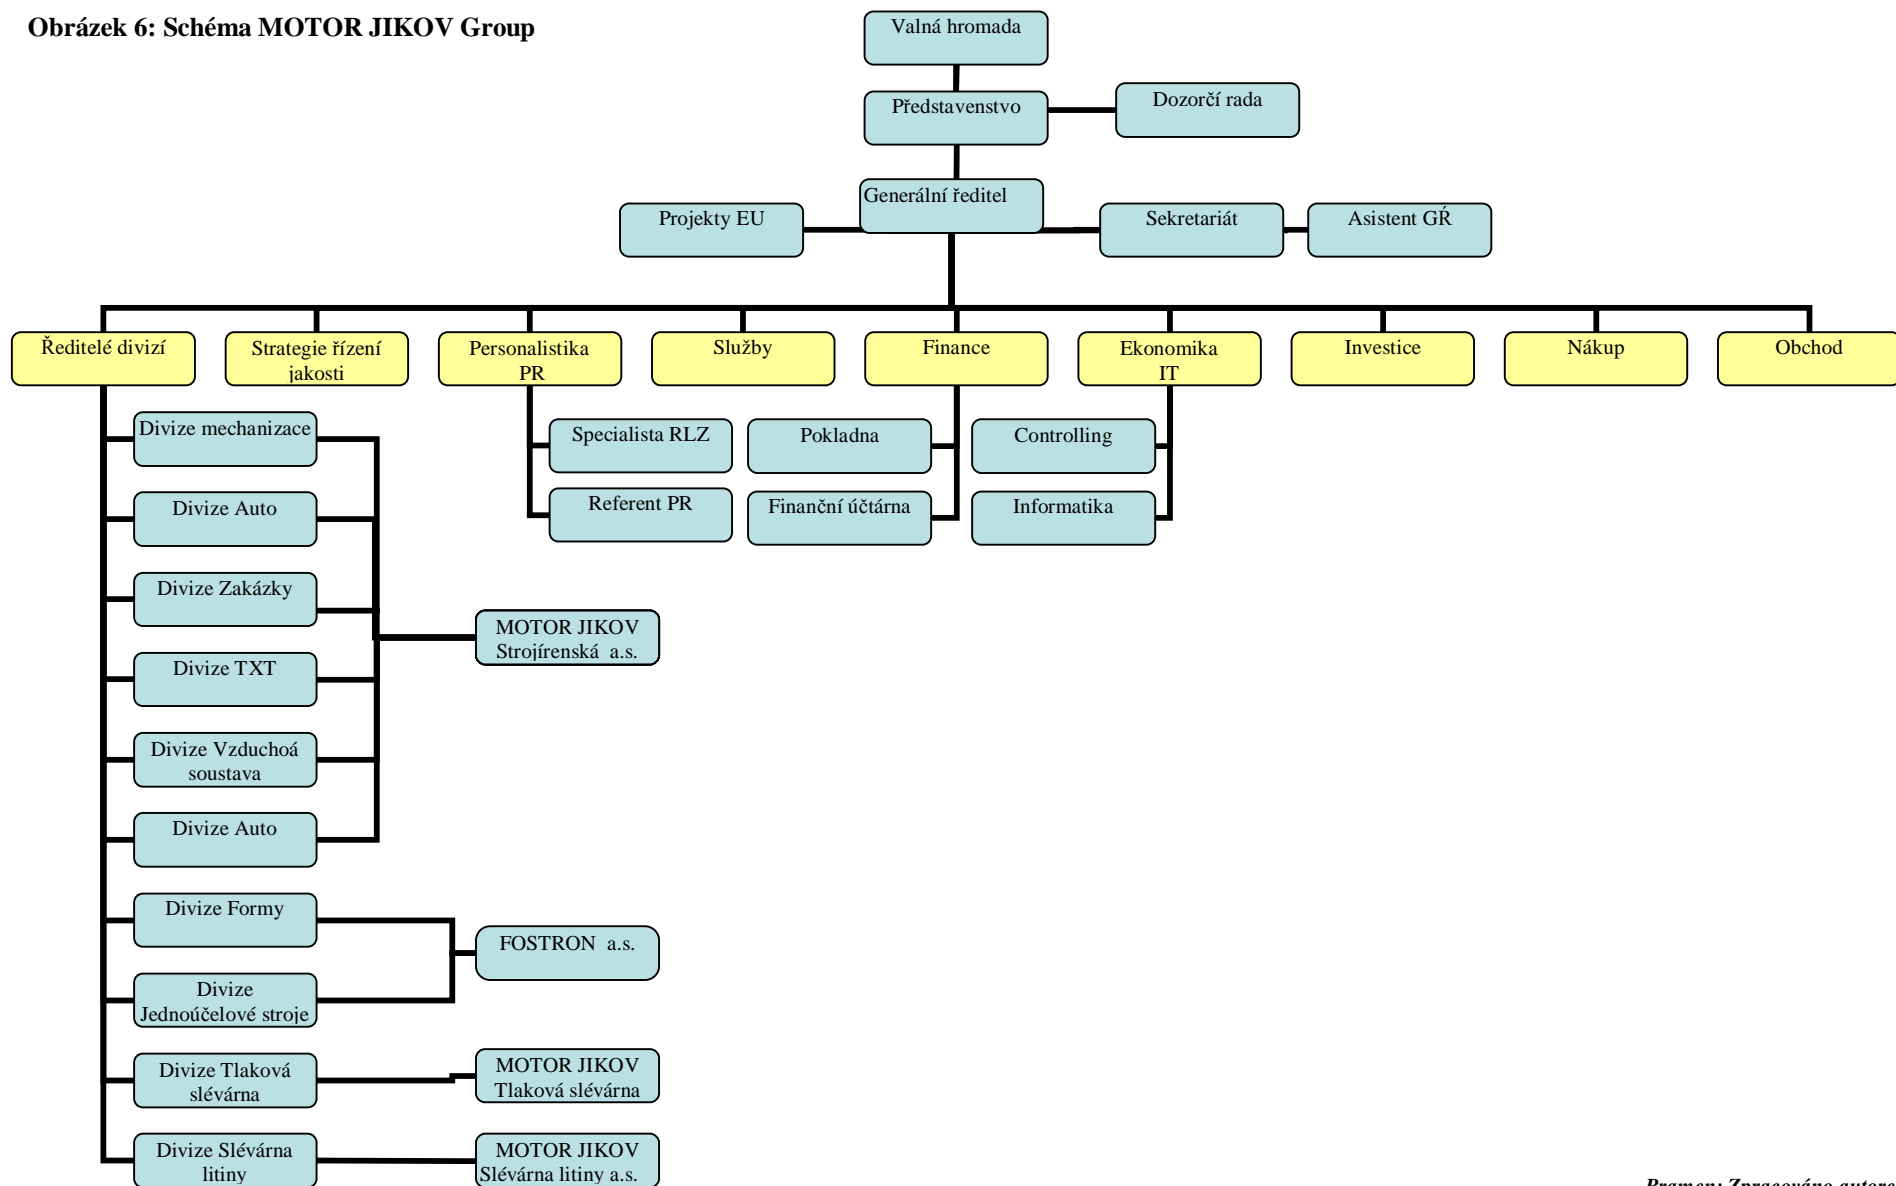 Obrázek 6: Schéma MOTOR JIKOV Group
Valná hromada
Představenstvo
Dozorčí rada
Generální ředitel
Projekty EU
Sekretariát
Asistent GŘ
Ředitelé divizí
Strategie řízení
jakosti
Personalistika
PR
Služby
Finance
Ekonomika
IT
Investice
Nákup
Obchod
Divize mechanizace
Specialista RLZ
Pokladna
Controlling
Divize Auto
Referent PR
Finanční účtárna
Informatika
Divize Zakázky
MOTOR JIKOV
Strojírenská a.s.
Divize TXT
Divize Vzduchoá
soustava
Divize Auto
Divize Formy
FOSTRON a.s.
Divize
Jednoúčelové stroje
Divize Tlaková
slévárna
MOTOR JIKOV
Tlaková slévárna
Divize Slévárna
litiny
MOTOR JIKOV
Slévárna litiny a.s.
Pramen: Zpracováno